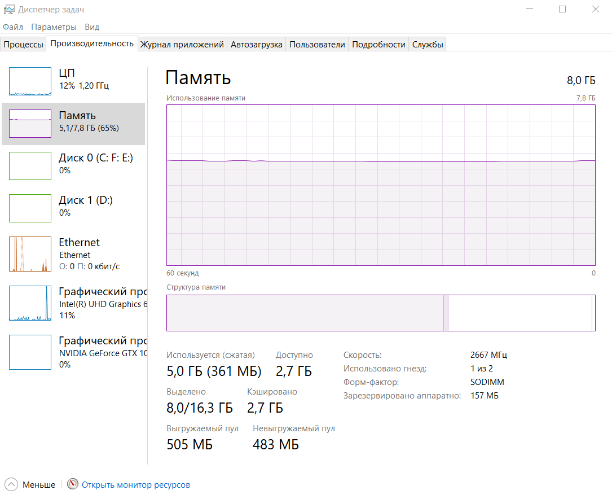 Диспетчер задач
Файл Параметры Вид
Процессы Производительность Журнал приложений Автозагрузка Пользователи Подробности Службы
ЦП
12% 1,20 ГГц
Память
5,1/7,8 ГБ (65%)
Диск 0 (C: F: E:)
0%
Диск 1 (D:)
0%
Ethernet
Ethernet
О: 0 П: 0 кбит/с
Графический про
Intel(R) UHD Graphics 6
11%
Графический про
NVIDIA GeForce GTX 10
0%
Память 8,0 ГБ
Использование памяти 7,8 ГБ
60 секунд 0
Структура памяти
Используется (сжатая) Доступно
5,0 ГБ (361 МБ) 2,7 ГБ
Выделено Кэшировано
8,0/16,3 ГБ 2,7 ГБ
Выгружаемый пул Невыгружаемый пул
505 МБ 483 МБ
Скорость: 2667 МГц
Использовано гнезд: 1 из 2
Форм-фактор: SODIMM
Зарезервировано аппаратно: 157 МБ
Меньше Открыть монитор ресурсов